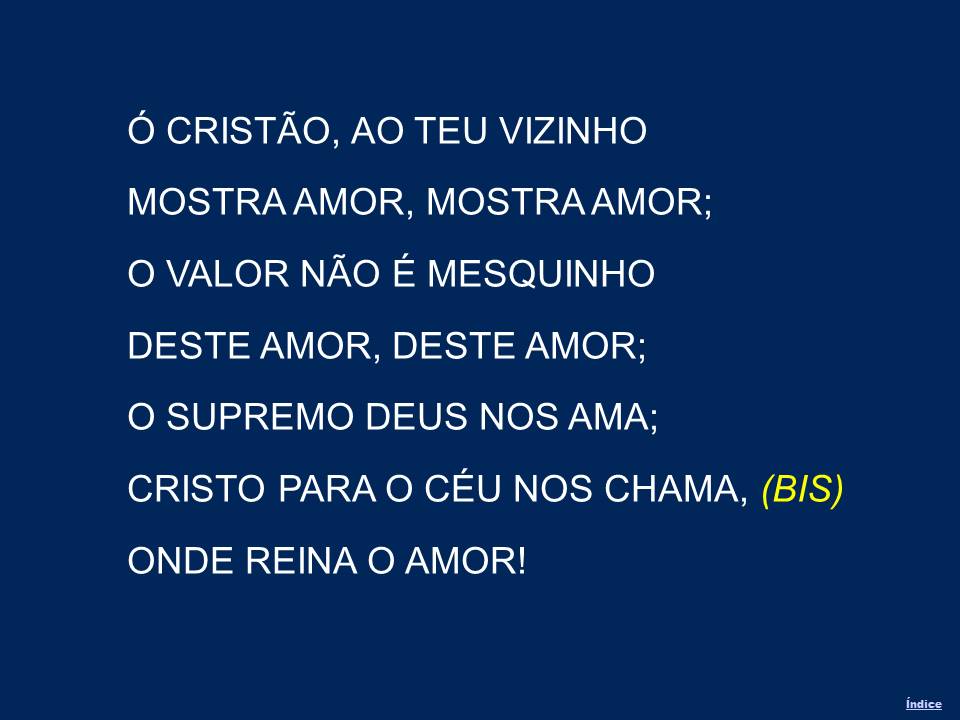 Ó CRISTÃO, AO TEU VIZINHO
MOSTRA AMOR, MOSTRA AMOR;
O VALOR NÃO É MESQUINHO
DESTE AMOR, DESTE AMOR;
O SUPREMO DEUS NOS AMA;
CRISTO PARA O CÉU NOS CHAMA, (BIS)
ONDE REINA O AMOR!
Índice